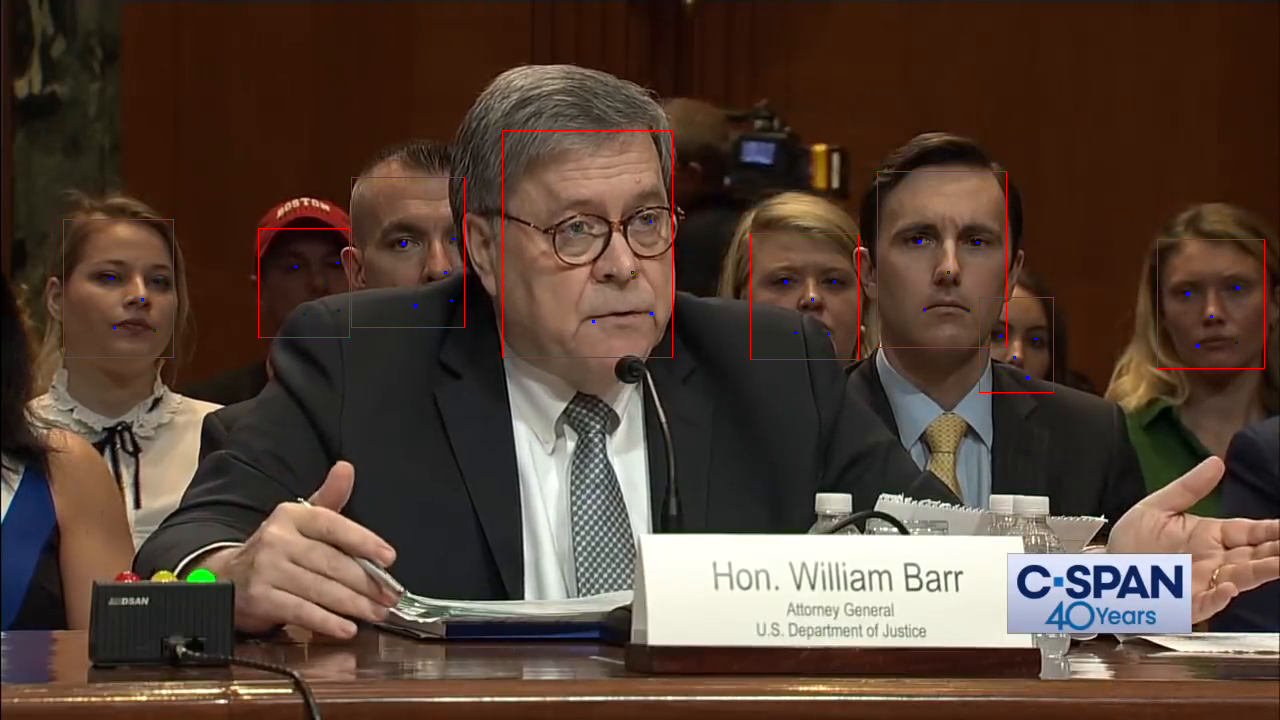 BOSTON
Hon. William Barr
Attorney General
U.S. Department of Justice
C-SPAN
40 Years